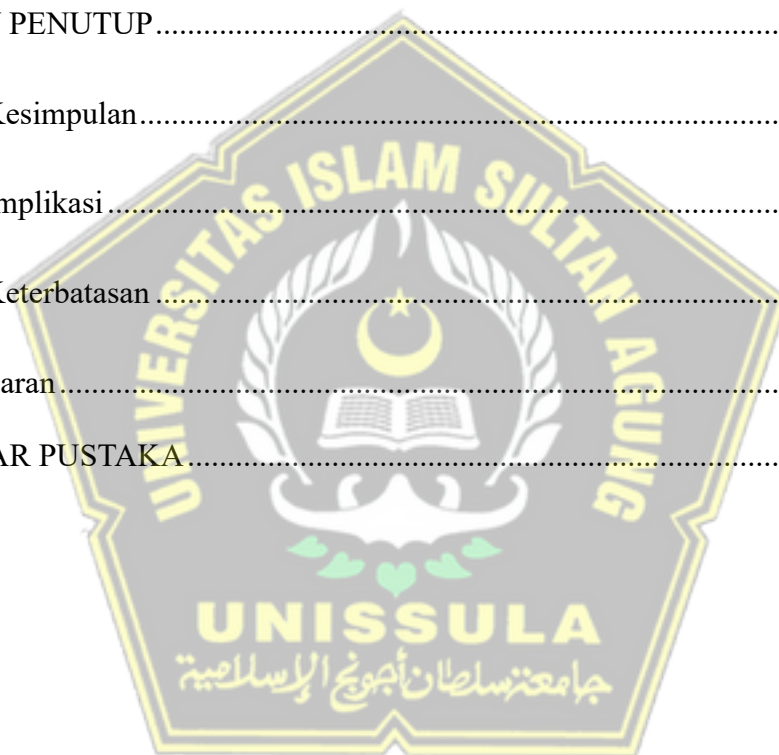 PENUTUP
Kesimpulan
mplikasi
Keterbatasan
aran
AR PUSTAKA
UNIVERSITAS ISLAM SULTAN AGUNG
UNISSULA
جامعة سلطان أجونج الإسلامية